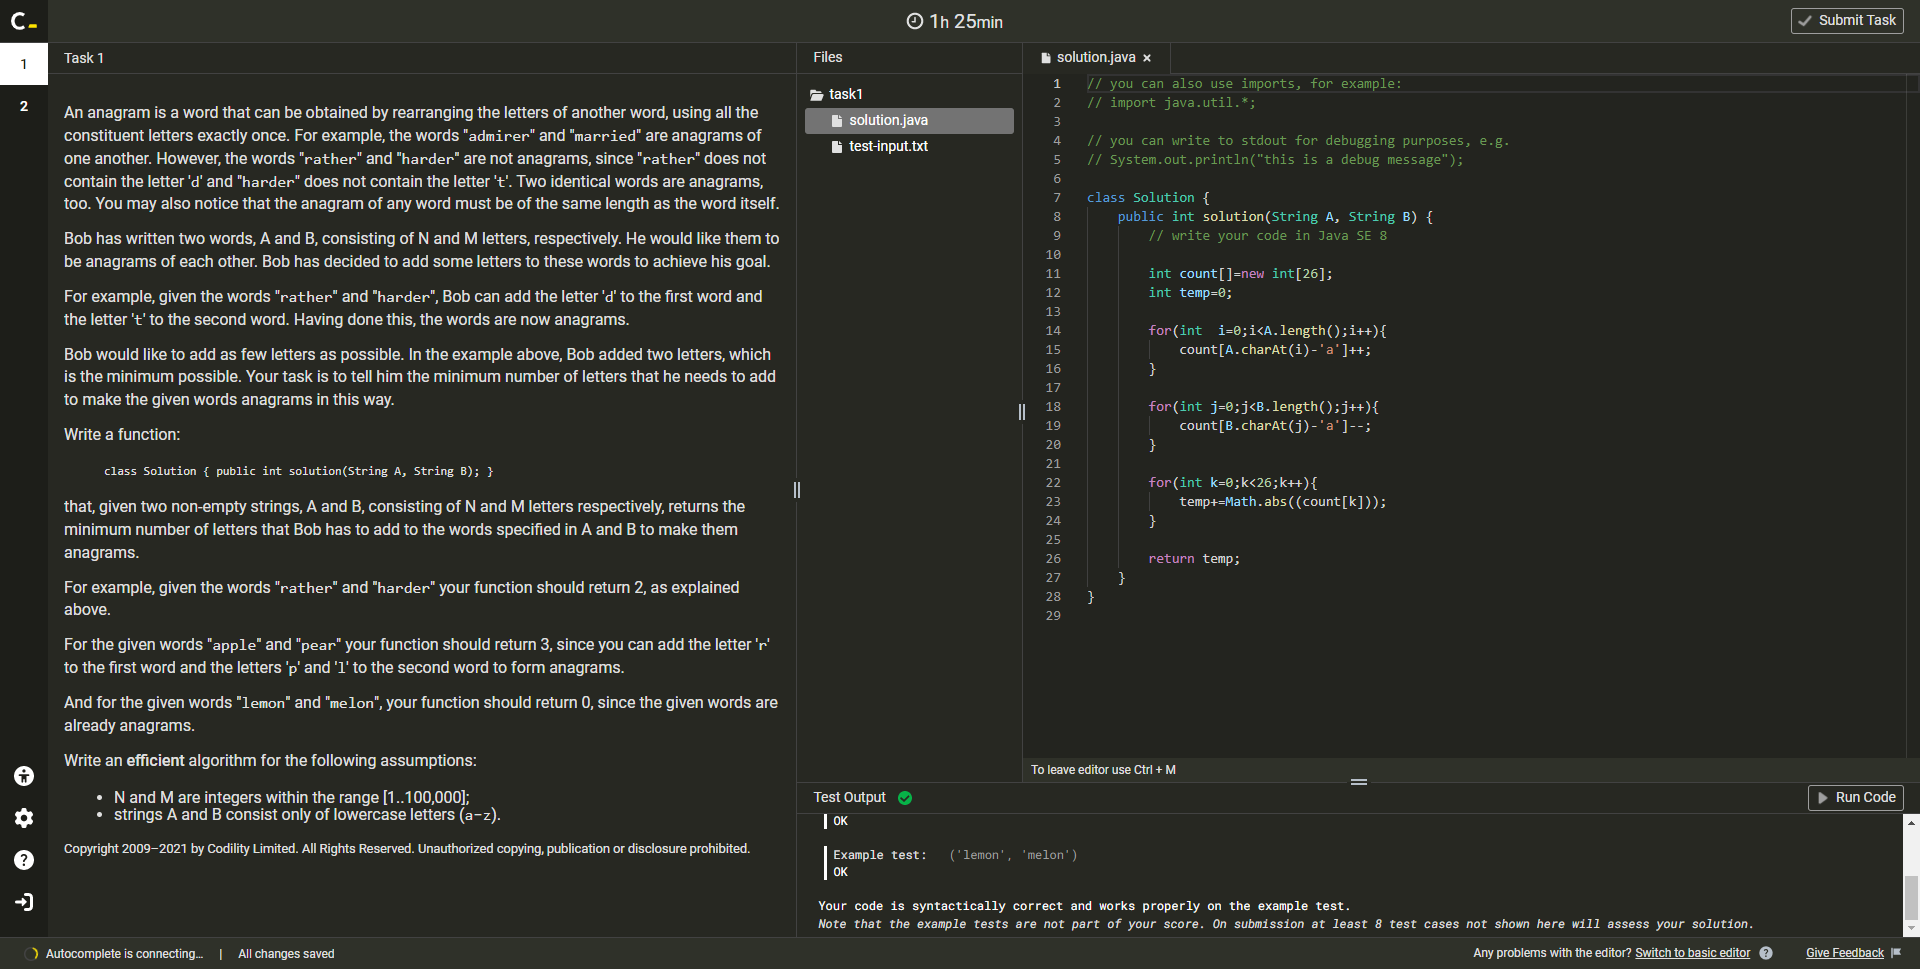 C_
1h 25min
Submit Task
1
2
Task 1
An anagram is a word that can be obtained by rearranging the letters of another word, using all the
constituent letters exactly once. For example, the words "admirer" and "married" are anagrams of
one another. However, the words "rather" and "harder" are not anagrams, since "rather" does not
contain the letter 'd' and "harder" does not contain the letter 't'. Two identical words are anagrams,
too. You may also notice that the anagram of any word must be of the same length as the word itself.
Bob has written two words, A and B, consisting of N and M letters, respectively. He would like them to
be anagrams of each other. Bob has decided to add some letters to these words to achieve his goal.
For example, given the words "rather" and "harder", Bob can add the letter 'd' to the first word and
the letter 't' to the second word. Having done this, the words are now anagrams.
Bob would like to add as few letters as possible. In the example above, Bob added two letters, which
is the minimum possible. Your task is to tell him the minimum number of letters that he needs to add
to make the given words anagrams in this way.
Write a function:
class Solution { public int solution(String A, String B); }
that, given two non-empty strings, A and B, consisting of N and M letters respectively, returns the
minimum number of letters that Bob has to add to the words specified in A and B to make them
anagrams.
For example, given the words "rather" and "harder" your function should return 2, as explained
above.
For the given words "apple" and "pear" your function should return 3, since you can add the letter 'r'
to the first word and the letters 'p' and 'l' to the second word to form anagrams.
And for the given words "lemon" and "melon", your function should return 0, since the given words are
already anagrams.
Write an efficient algorithm for the following assumptions:
• N and M are integers within the range [1..100,000];
• strings A and B consist only of lowercase letters (a-z).
Copyright 2009–2021 by Codility Limited. All Rights Reserved. Unauthorized copying, publication or disclosure prohibited.
Files
task1
solution.java
test-input.txt
solution.java ×
1 // you can also use imports, for example:
2 // import java.util.*;
3
4 // you can write to stdout for debugging purposes, e.g.
5 // System.out.println("this is a debug message");
6
7 class Solution {
8 public int solution(String A, String B) {
9 // write your code in Java SE 8
10
11 int count[]=new int[26];
12 int temp=0;
13
14 for(int  i=0;i<A.length();i++){
15 count[A.charAt(i)-'a']++;
16 }
17
18 for(int j=0;j<B.length();j++){
19 count[B.charAt(j)-'a']--;
20 }
21
22 for(int k=0;k<26;k++){
23 temp+=Math.abs((count[k]));
24 }
25
26 return temp;
27 }
28 }
29
To leave editor use Ctrl + M
Test Output
Run Code
OK
Example test:   ('lemon', 'melon')
OK
Your code is syntactically correct and works properly on the example test.
Note that the example tests are not part of your score. On submission at least 8 test cases not shown here will assess your solution.
Autocomplete is connecting... | All changes saved
Any problems with the editor? Switch to basic editor ?
Give Feedback